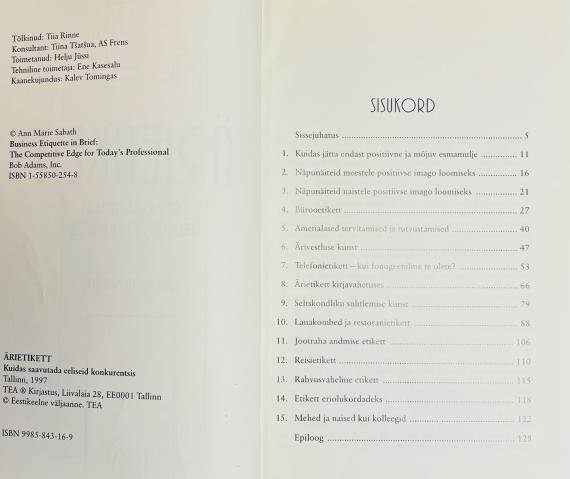 Tõlkinud: Tiia Rinne
Konsultant: Tiina Tšatšua, AS Frens
Toimetanud: Helju Jüssi
Tehniline toimetaja: Ene Kasesalu
Kaanekujundus: Kalev Tomingas
© Ann Marie Sabath
Business Etiquette in Brief:
The Competitive Edge for Today's Professional
Bob Adams, Inc.
ISBN 1-55850-254-8
ÄRIETIKETT
Kuidas saavutada eeliseid konkurentsis
Tallinn, 1997
TEA ® Kirjastus, Liivalaia 28, EE0001 Tallinn
© Eestikeelne väljaanne. TEA
ISBN 9985-843-16-9
SISUKORD
Sissejuhatus ... 5
1. Kuidas jätta endast positiivne ja mõjuv esmamulje ... 11
2. Näpunäiteid meestele positiivse imago loomiseks ... 16
3. Näpunäiteid naistele positiivse imago loomiseks ... 21
4. Bürooetikett ... 27
5. Ametialased tervitamised ja tutvustamised ... 40
6. Ärivestluse kunst ... 47
7. Telefonietikett – kui fonogeeniline te olete? ... 53
8. Ärietikett kirjavahetuses ... 66
9. Seltskondliku suhtlemise kunst ... 79
10. Lauakombed ja restoranietikett ... 88
11. Jootraha andmise etikett ... 106
12. Reisietikett ... 110
13. Rahvusvaheline etikett ... 115
14. Etikett eriolukordadeks ... 118
15. Mehed ja naised kui kolleegid ... 122
Epiloog ... 128